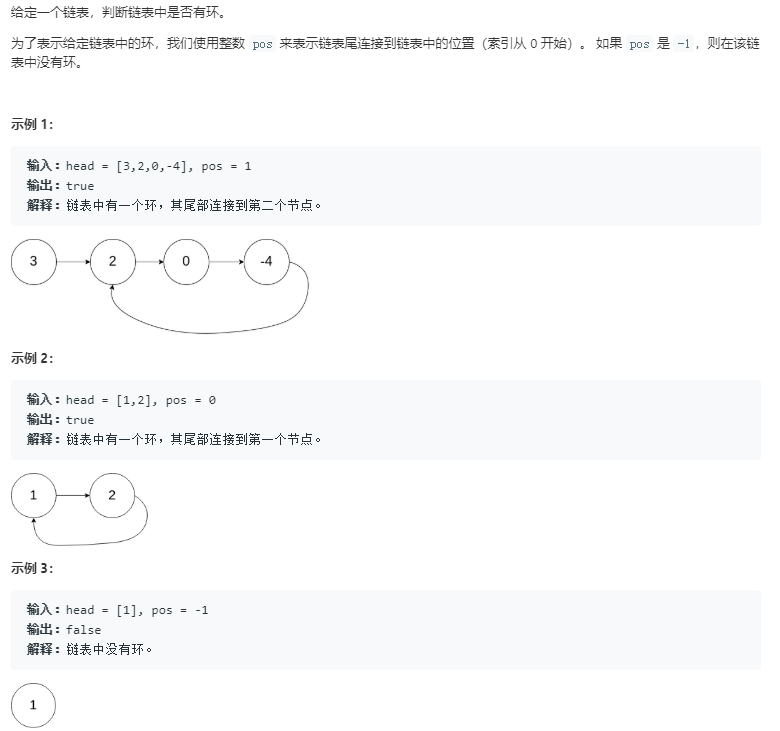 给定一个链表，判断链表中是否有环。
为了表示给定链表中的环，我们使用整数 pos 来表示链表尾连接到链表中的位置（索引从 0 开始）。 如果 pos 是 -1，则在该链
表中没有环。
示例 1：
输入：head = [3,2,0,-4], pos = 1
输出：true
解释：链表中有一个环，其尾部连接到第二个节点。
3 2 0 -4
示例 2：
输入：head = [1,2], pos = 0
输出：true
解释：链表中有一个环，其尾部连接到第一个节点。
1 2
示例 3：
输入：head = [1], pos = -1
输出：false
解释：链表中没有环。
1